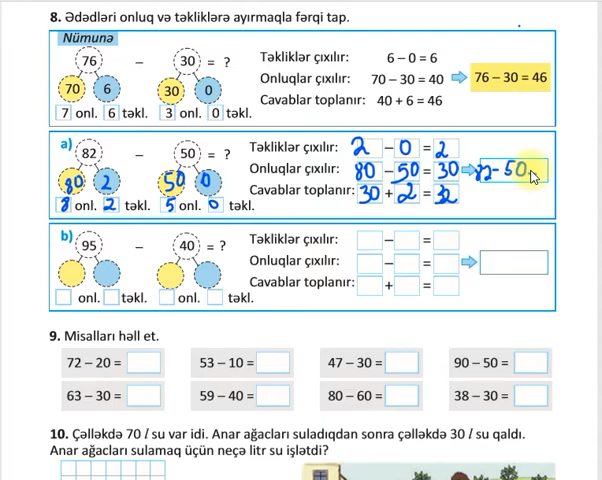 8. Ədədləri onluq və təkliklərə ayırmaqla fərqi tap.
Nümunə
76 – 30 = ?
70 6 30 0
7 onl. 6 təkl. 3 onl. 0 təkl.
Təkliklər çıxılır: 6 – 0 = 6
Onluqlar çıxılır: 70 – 30 = 40
Cavablar toplanır: 40 + 6 = 46
76 – 30 = 46
a) 82 – 50 = ?
80 2 50 0
8 onl. 2 təkl. 5 onl. 0 təkl.
Təkliklər çıxılır: 2 – 0 = 2
Onluqlar çıxılır: 80 – 50 = 30
Cavablar toplanır: 30 + 2 = 32
82 - 50
b) 95 – 40 = ?
onl. təkl. onl. təkl.
Təkliklər çıxılır: – =
Onluqlar çıxılır: – =
Cavablar toplanır: + =
9. Misalları həll et.
72 – 20 = 53 – 10 = 47 – 30 = 90 – 50 =
63 – 30 = 59 – 40 = 80 – 60 = 38 – 30 =
10. Çəlləkdə 70 l su var idi. Anar ağacları suladıqdan sonra çəlləkdə 30 l su qaldı.
Anar ağacları sulamaq üçün neçə litr su işlətdi?